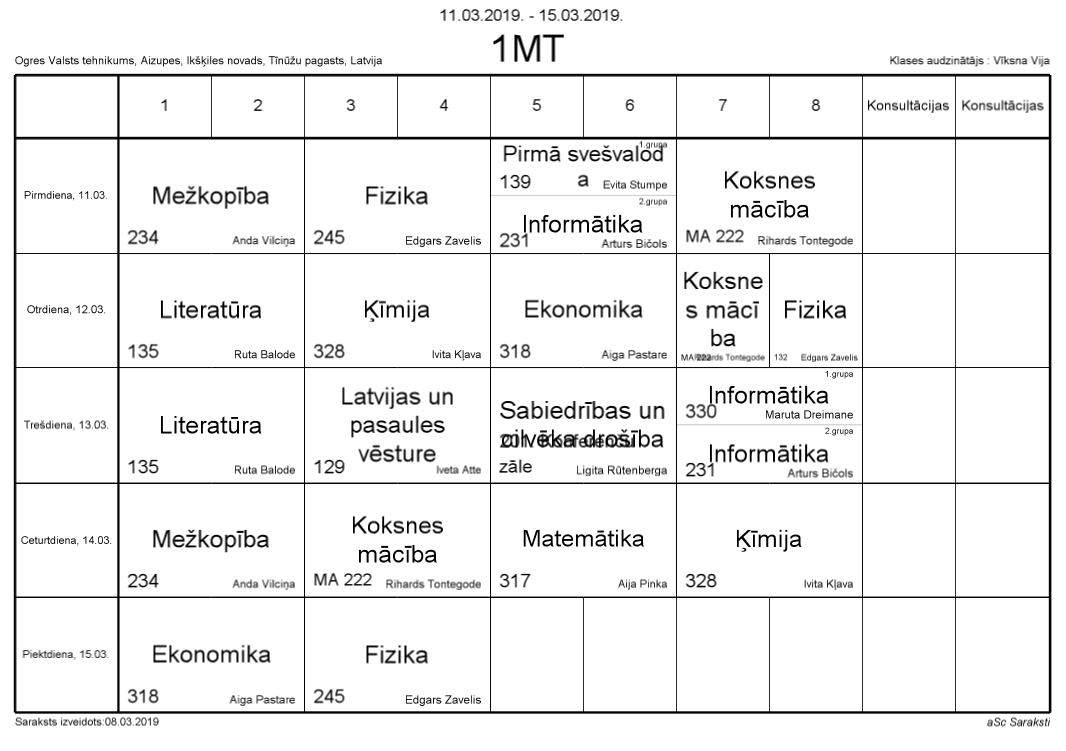 11.03.2019. - 15.03.2019.
1MT
Ogres Valsts tehnikums, Aizupes, Ikšķiles novads, Tīnūžu pagasts, Latvija
Klases audzinātājs : Vīksna Vija
1 2 3 4 5 6 7 8 Konsultācijas Konsultācijas
Pirmdiena, 11.03.
Mežkopība
234 Anda Vilciņa
Fizika
245 Edgars Zavelis
1.grupa
Pirmā svešvalod
a
139 Evita Stumpe
2.grupa
Informātika
231 Arturs Bičols
Koksnes
mācība
MA 222 Rihards Tontegode
Otrdiena, 12.03.
Literatūra
135 Ruta Balode
Ķīmija
328 Ivita Kļava
Ekonomika
318 Aiga Pastare
Koksne
s mācī
ba
MA 222 Rihards Tontegode
Fizika
132 Edgars Zavelis
Trešdiena, 13.03.
Literatūra
135 Ruta Balode
Latvijas un
pasaules
vēsture
129 Iveta Atte
Sabiedrības un
cilvēka drošība
201 Konferenču
zāle Ligita Rūtenberga
1.grupa
Informātika
330 Maruta Dreimane
2.grupa
Informātika
231 Arturs Bičols
Ceturtdiena, 14.03.
Mežkopība
234 Anda Vilciņa
Koksnes
mācība
MA 222 Rihards Tontegode
Matemātika
317 Aija Pinka
Ķīmija
328 Ivita Kļava
Piektdiena, 15.03.
Ekonomika
318 Aiga Pastare
Fizika
245 Edgars Zavelis
Saraksts izveidots:08.03.2019
aSc Saraksti